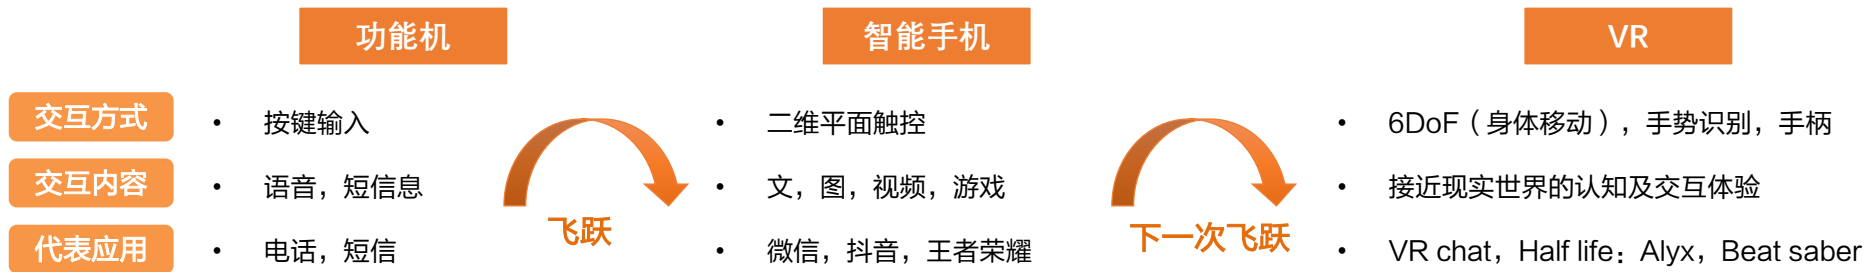 功能机
智能手机
VR
交互方式
• 按键输入
• 二维平面触控
• 6DoF（身体移动），手势识别，手柄
交互内容
• 语音，短信息
• 文，图，视频，游戏
• 接近现实世界的认知及交互体验
飞跃
下一次飞跃
代表应用
• 电话，短信
• 微信，抖音，王者荣耀
• VR chat，Half life：Alyx，Beat saber